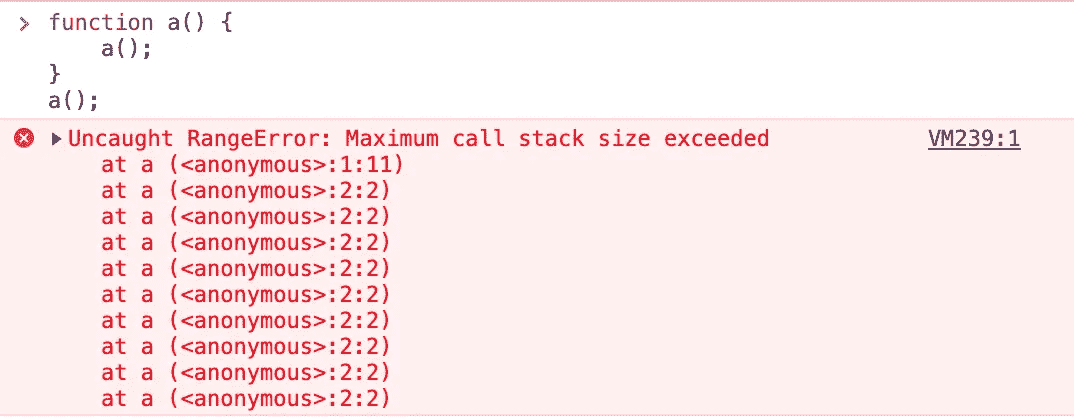 > function a() {
a();
}
a();
Uncaught RangeError: Maximum call stack size exceeded VM239:1
at a (<anonymous>:1:11)
at a (<anonymous>:2:2)
at a (<anonymous>:2:2)
at a (<anonymous>:2:2)
at a (<anonymous>:2:2)
at a (<anonymous>:2:2)
at a (<anonymous>:2:2)
at a (<anonymous>:2:2)
at a (<anonymous>:2:2)
at a (<anonymous>:2:2)